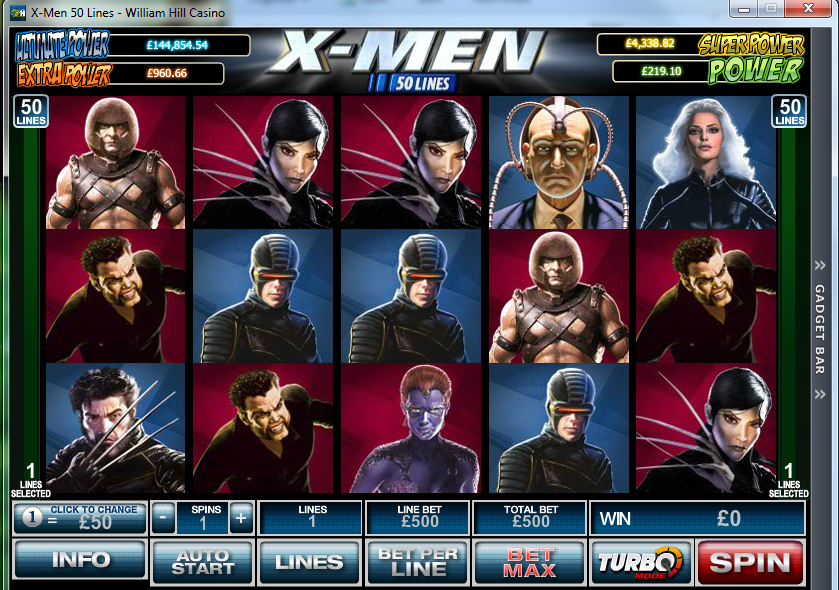 X-Men 50 Lines - William Hill Casino
ULTIMATE POWER £144,854.54
EXTRA POWER £960.66
X-MEN
50 LINES
£4,338.82 SUPER POWER
£219.10 POWER
50 LINES
50 LINES
GADGET BAR
1 LINES SELECTED
1 LINES SELECTED
1 CLICK TO CHANGE
= £50
- SPINS 1 +
LINES 1
LINE BET £500
TOTAL BET £500
WIN £0
INFO
AUTO START
LINES
BET PER LINE
BET MAX
TURBO MODE
SPIN